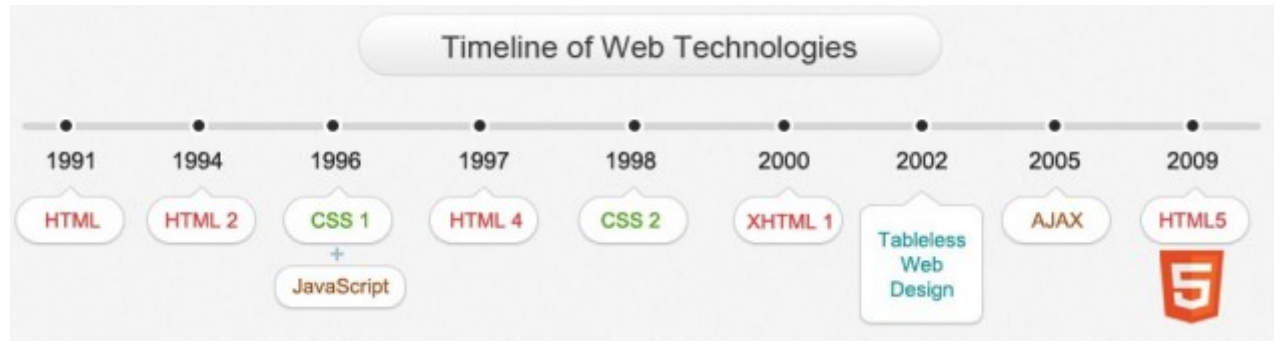 Timeline of Web Technologies
1991 1994 1996 1997 1998 2000 2002 2005 2009
HTML HTML 2 CSS 1 HTML 4 CSS 2 XHTML 1 Tableless Web Design AJAX HTML5
+
JavaScript
5